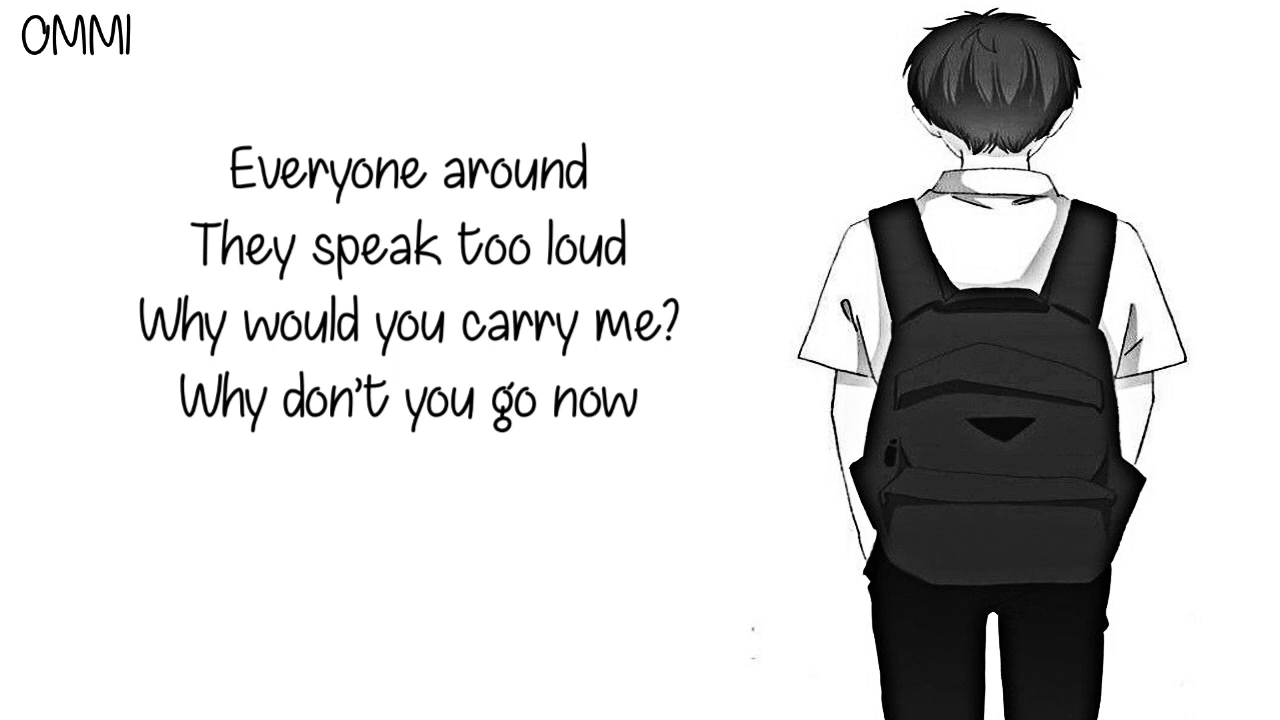 OMMI
Everyone around
They speak too loud
Why would you carry me?
Why don't you go now